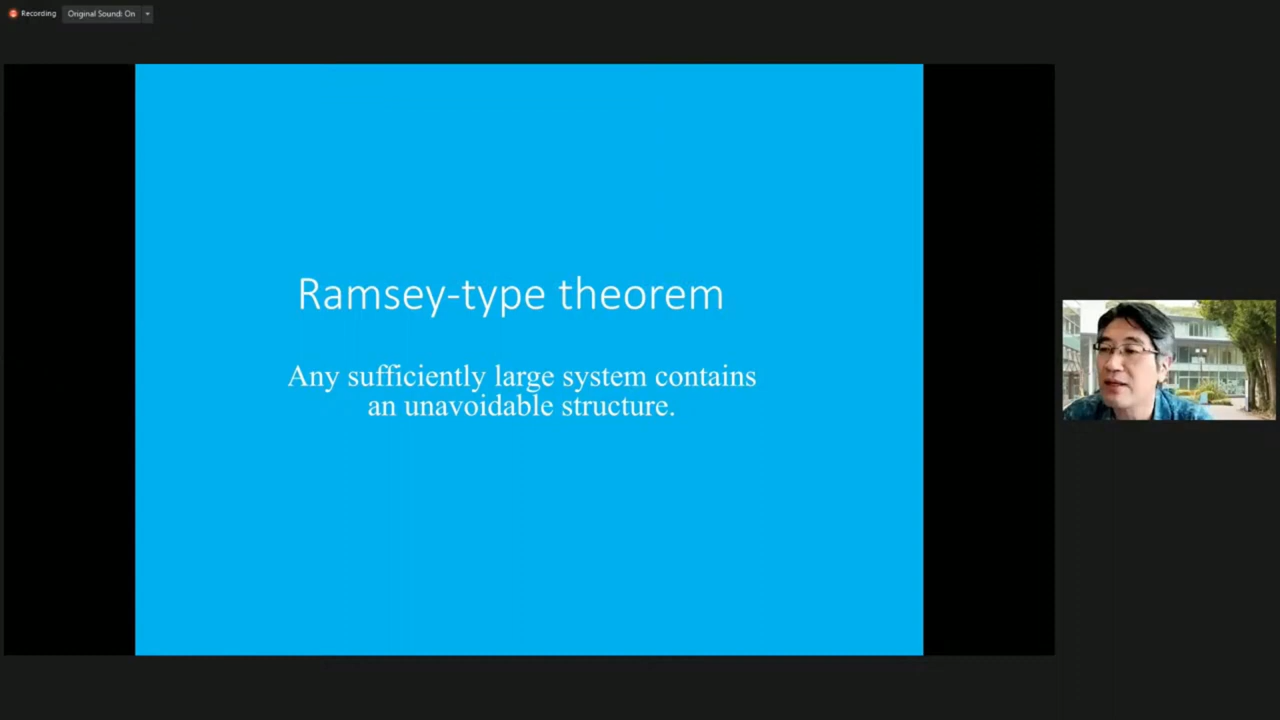 Recording
Original Sound: On
Ramsey-type theorem
Any sufficiently large system contains
an unavoidable structure.